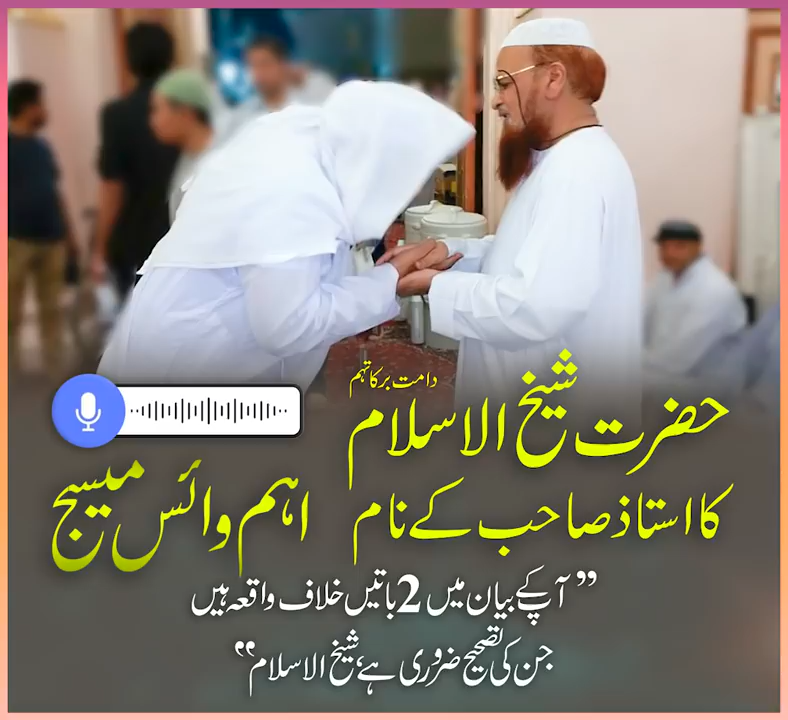 حضرت شیخ الاسلام دامت برکاتہم
کا استاذ صاحب کے نام اہم وائس میسج
”آپ کے بیان میں 2 باتیں خلاف واقعہ ہیں
جن کی تصحیح ضروری ہے، شیخ الاسلام“